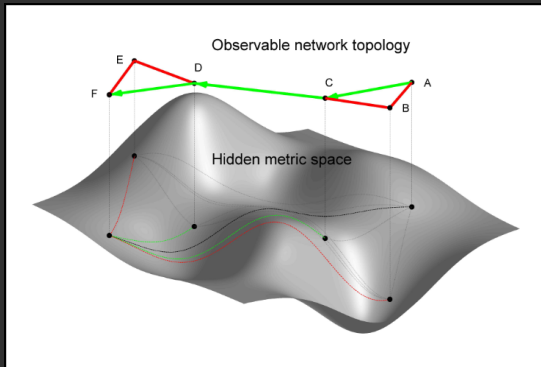 Observable network topology
E
D
F
C
A
B
Hidden metric space